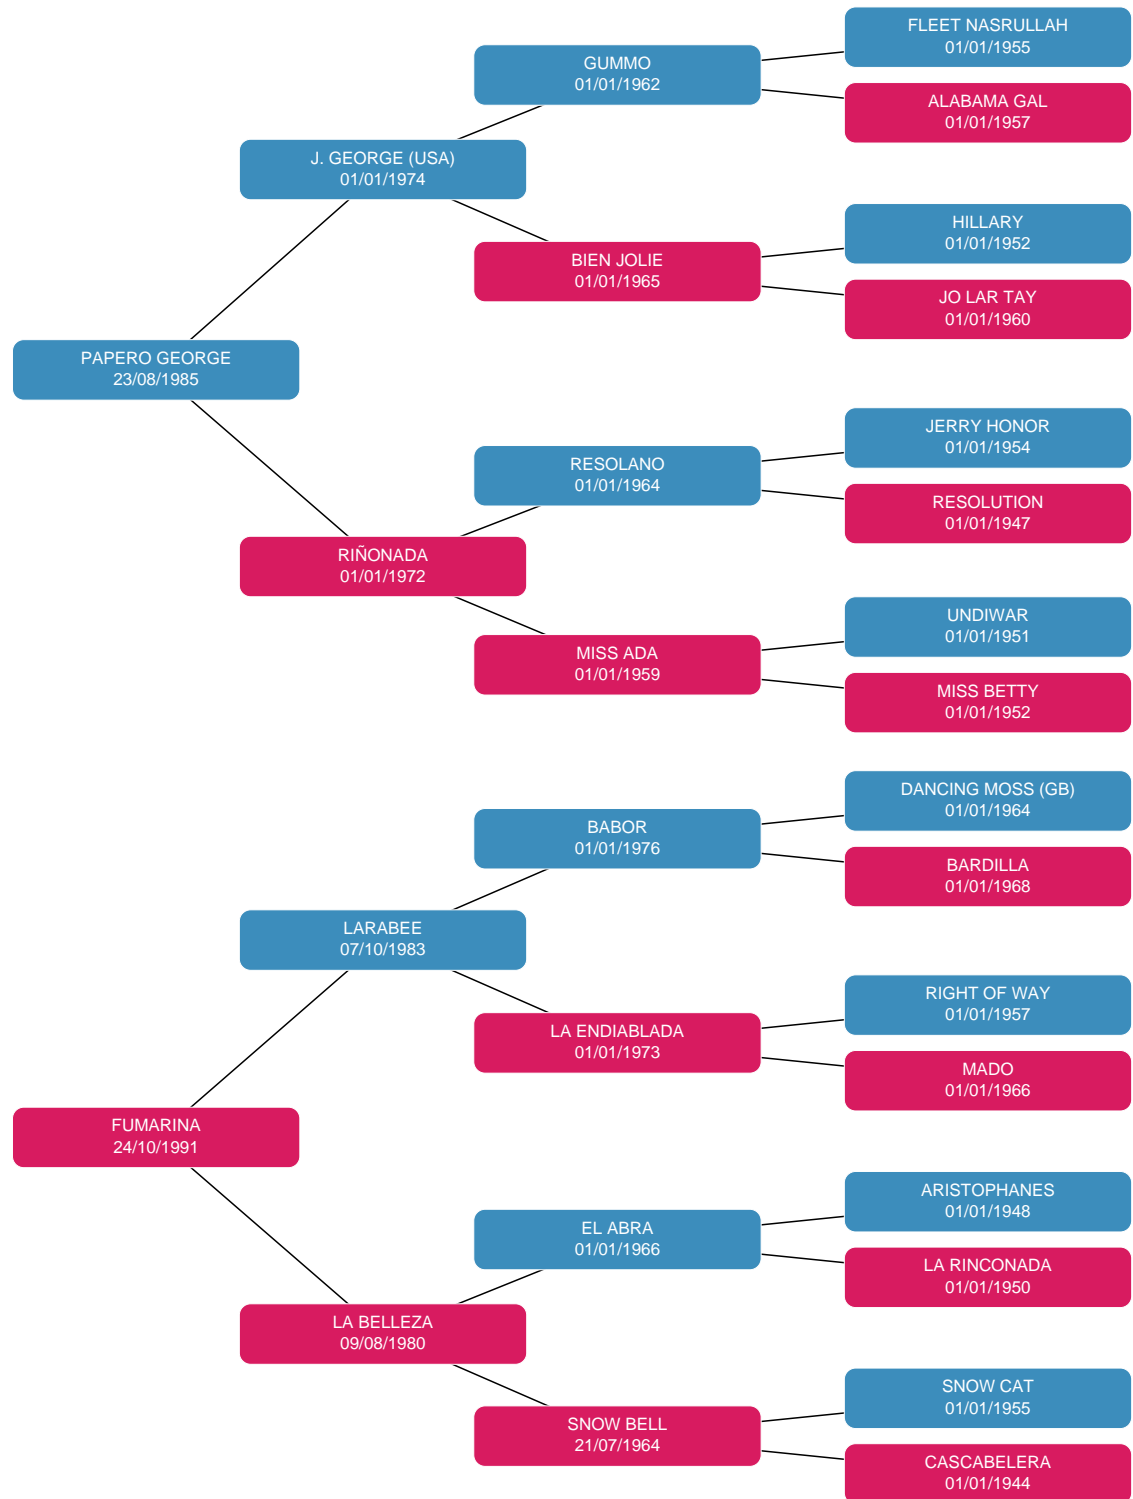 FLEET NASRULLAH
01/01/1955
GUMMO
01/01/1962
ALABAMA GAL
01/01/1957
J. GEORGE (USA)
01/01/1974
HILLARY
01/01/1952
BIEN JOLIE
01/01/1965
JO LAR TAY
01/01/1960
PAPERO GEORGE
23/08/1985
JERRY HONOR
01/01/1954
RESOLANO
01/01/1964
RESOLUTION
01/01/1947
RIÑONADA
01/01/1972
UNDIWAR
01/01/1951
MISS ADA
01/01/1959
MISS BETTY
01/01/1952
DANCING MOSS (GB)
01/01/1964
BABOR
01/01/1976
BARDILLA
01/01/1968
LARABEE
07/10/1983
RIGHT OF WAY
01/01/1957
LA ENDIABLADA
01/01/1973
MADO
01/01/1966
FUMARINA
24/10/1991
ARISTOPHANES
01/01/1948
EL ABRA
01/01/1966
LA RINCONADA
01/01/1950
LA BELLEZA
09/08/1980
SNOW CAT
01/01/1955
SNOW BELL
21/07/1964
CASCABELERA
01/01/1944